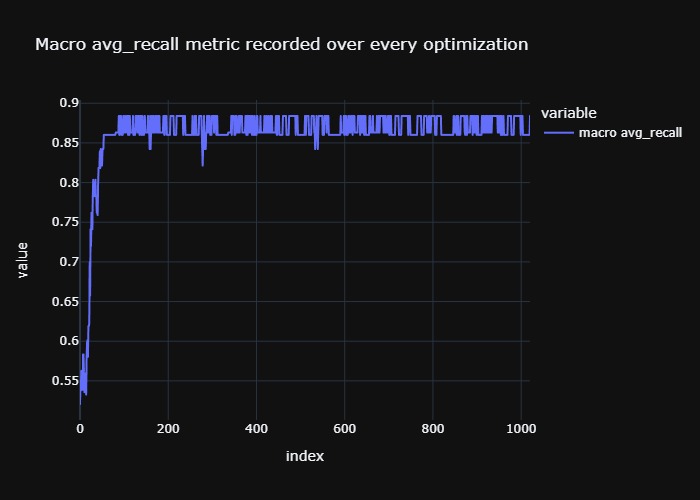 Macro avg_recall metric recorded over every optimization
variable
macro avg_recall
value
0.9
0.85
0.8
0.75
0.7
0.65
0.6
0.55
0 200 400 600 800 1000
index